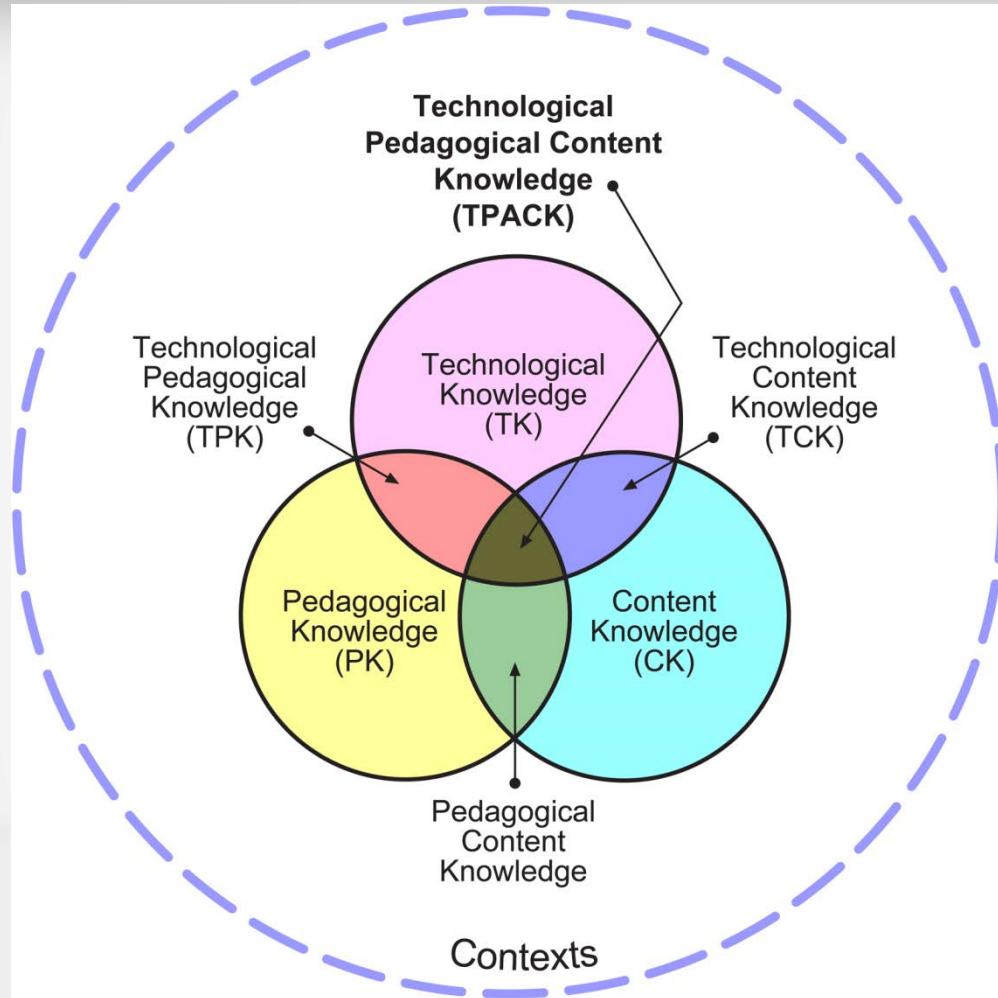 Technological
Pedagogical Content
Knowledge
(TPACK)
Technological
Pedagogical
Knowledge
(TPK)
Technological
Knowledge
(TK)
Technological
Content
Knowledge
(TCK)
Pedagogical
Knowledge
(PK)
Content
Knowledge
(CK)
Pedagogical
Content
Knowledge
Contexts